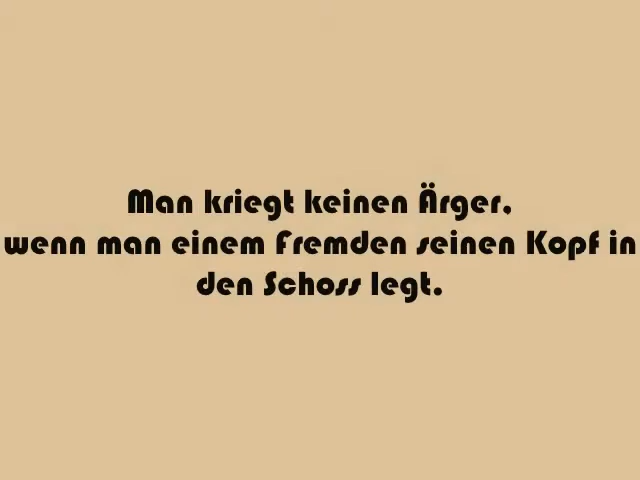 Man kriegt keinen Ärger,
wenn man einem Fremden seinen Kopf in
den Schoss legt.